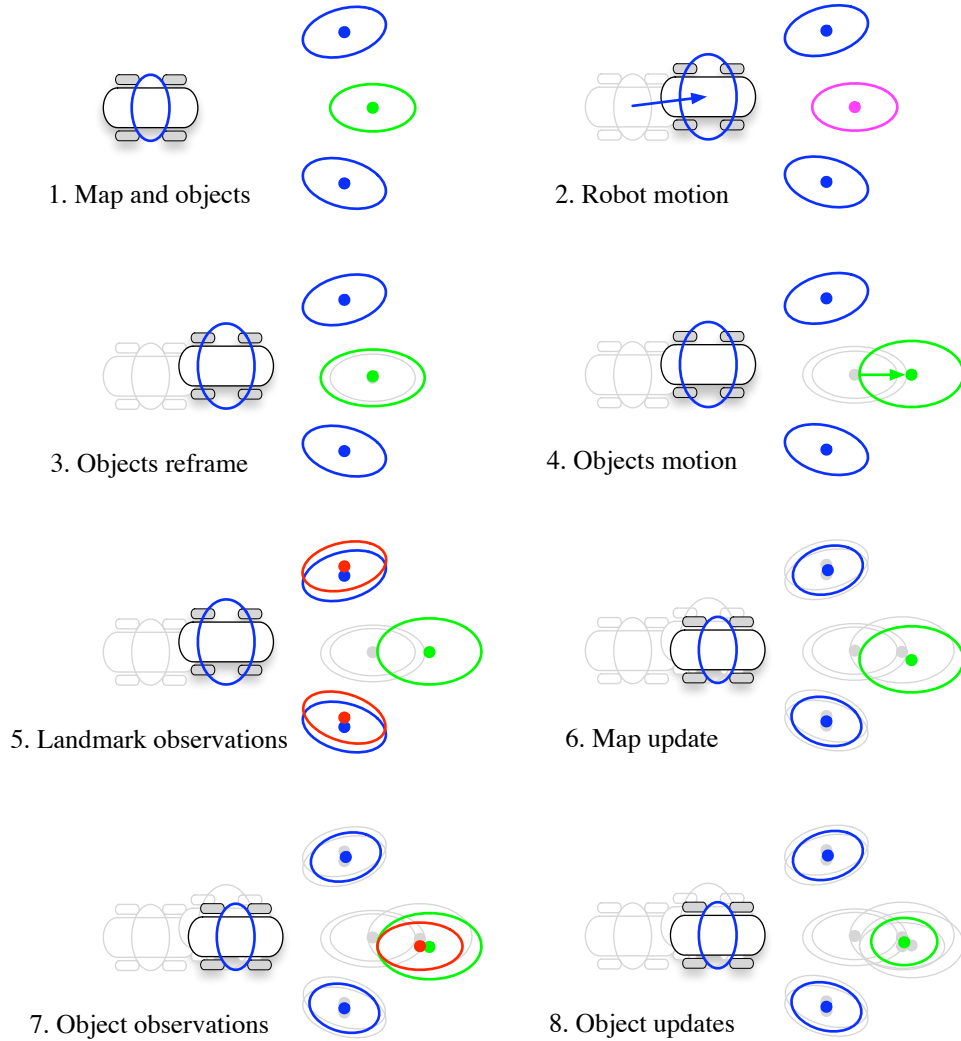 1. Map and objects
2. Robot motion
3. Objects reframe
4. Objects motion
5. Landmark observations
6. Map update
7. Object observations
8. Object updates